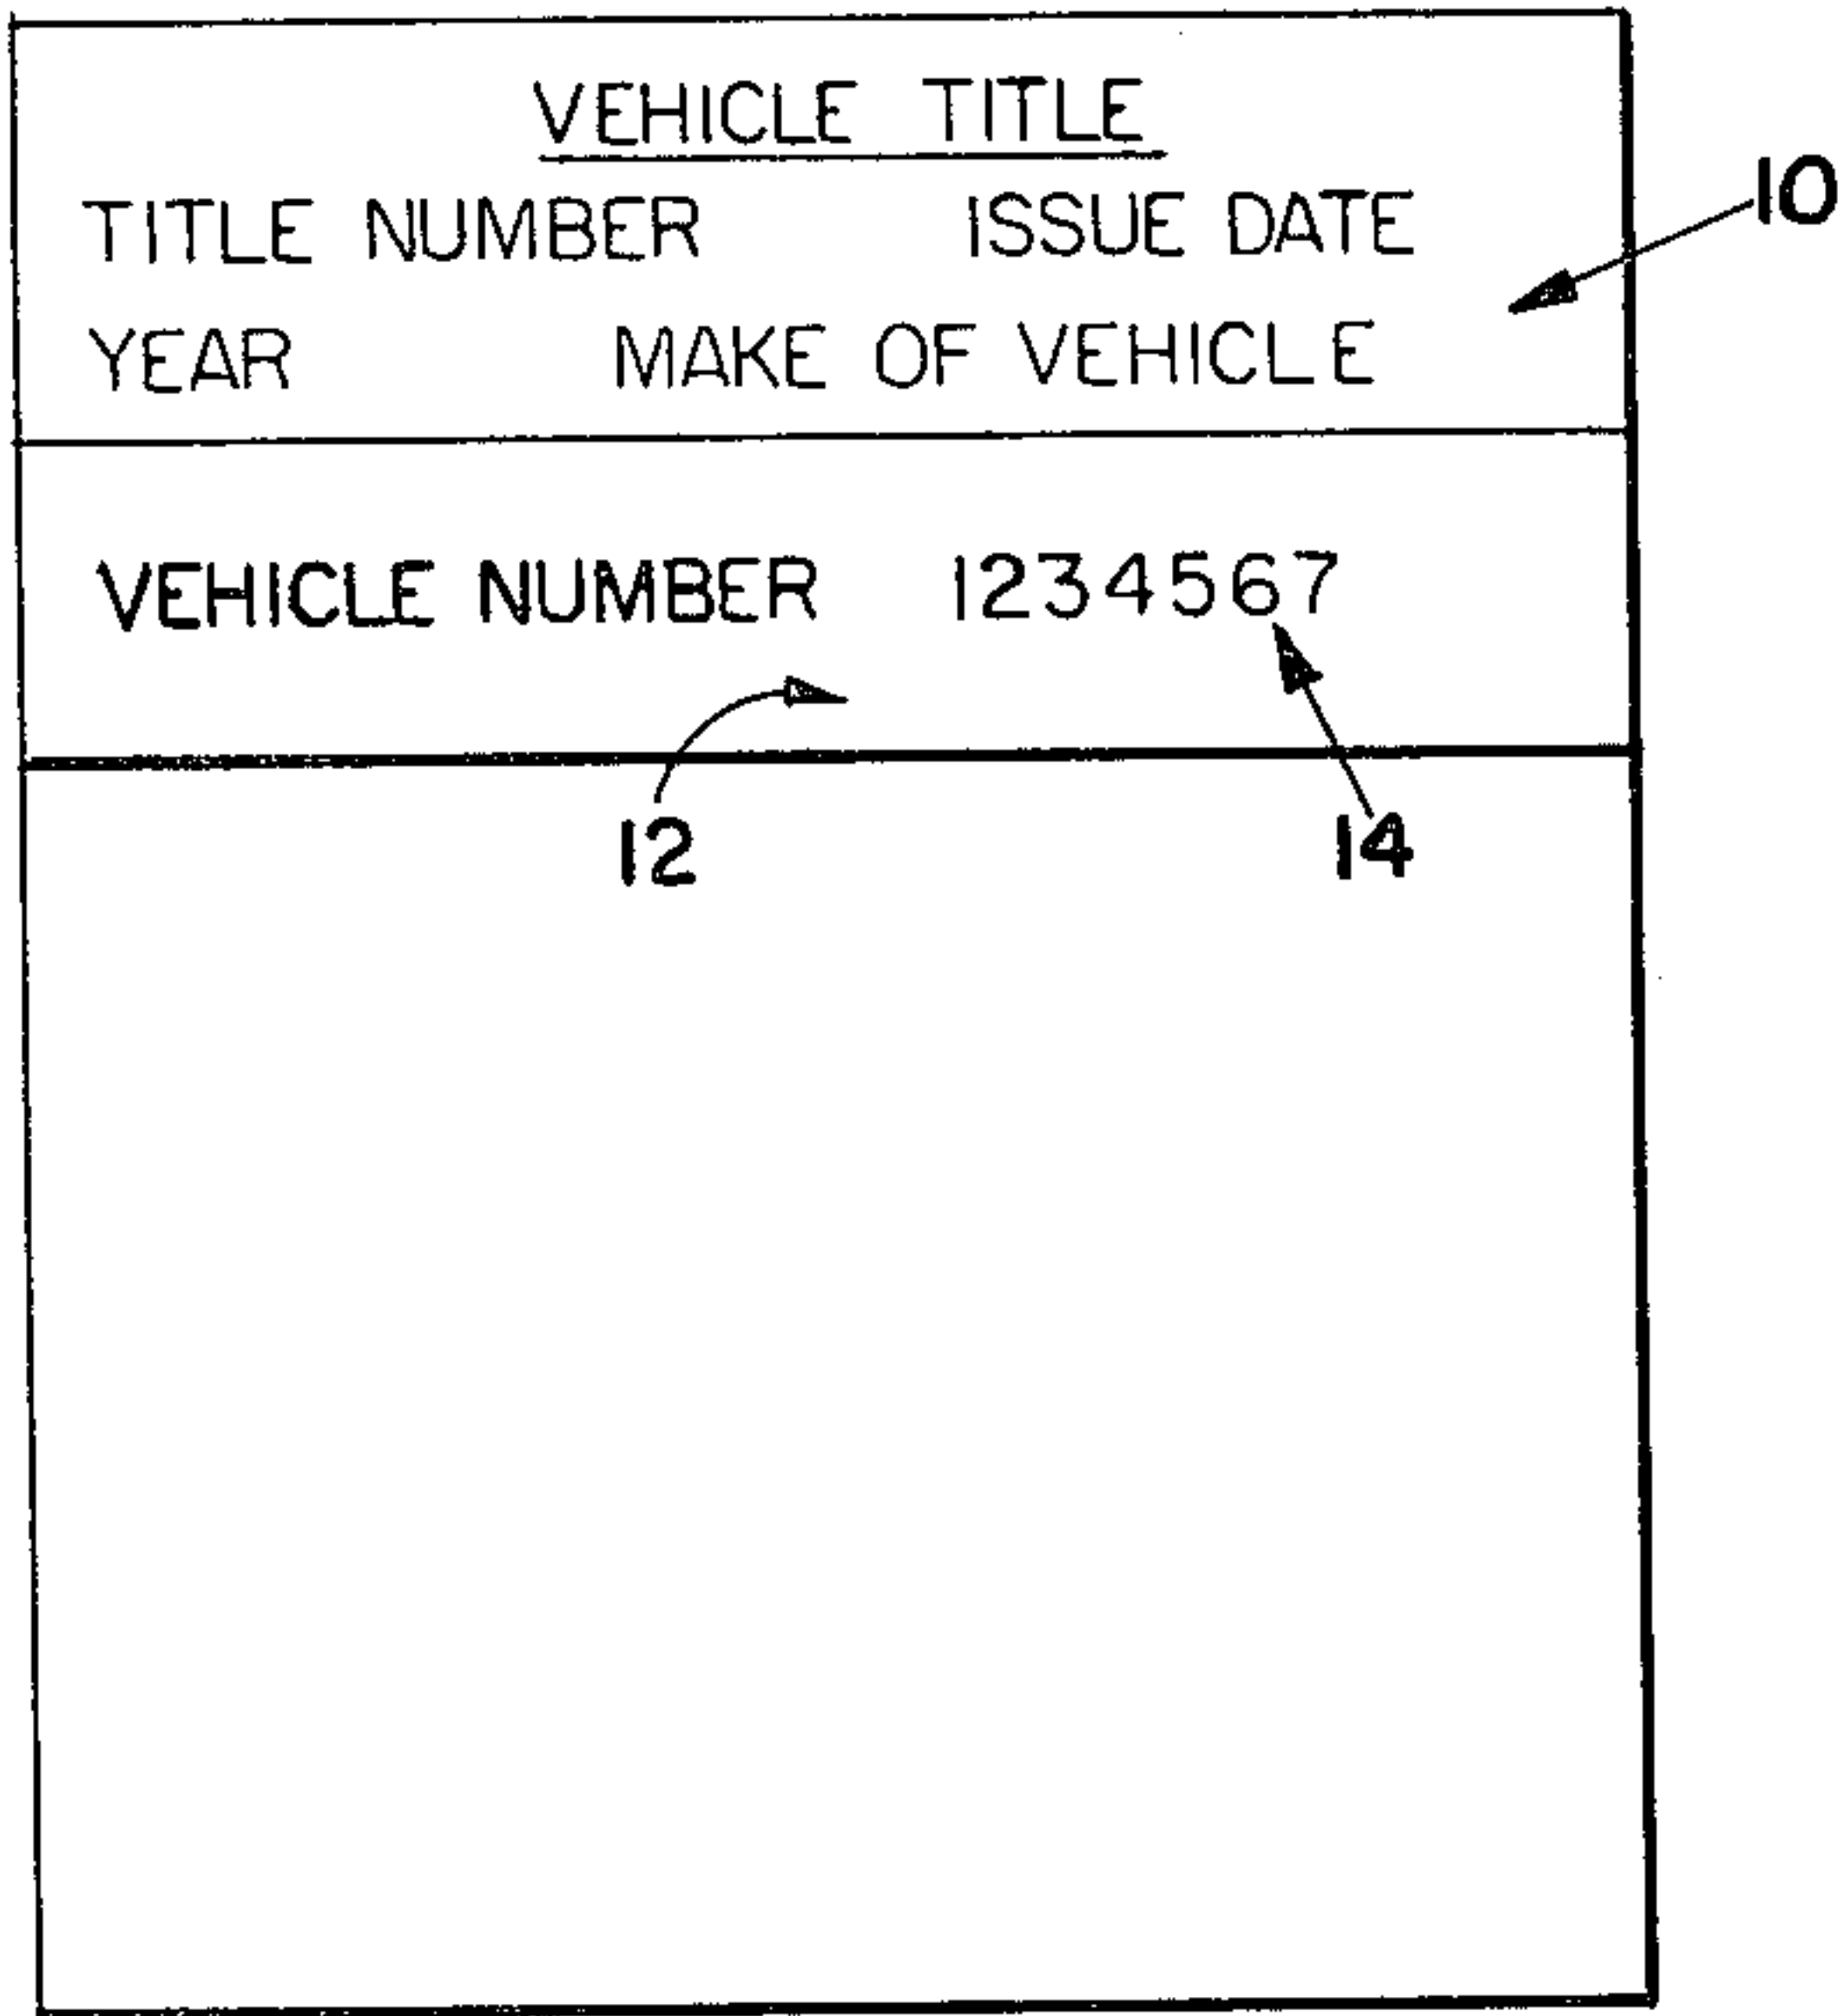 VEHICLE TITLE
TITLE NUMBER ISSUE DATE
10
YEAR MAKE OF VEHICLE
VEHICLE NUMBER 1234567
12 14